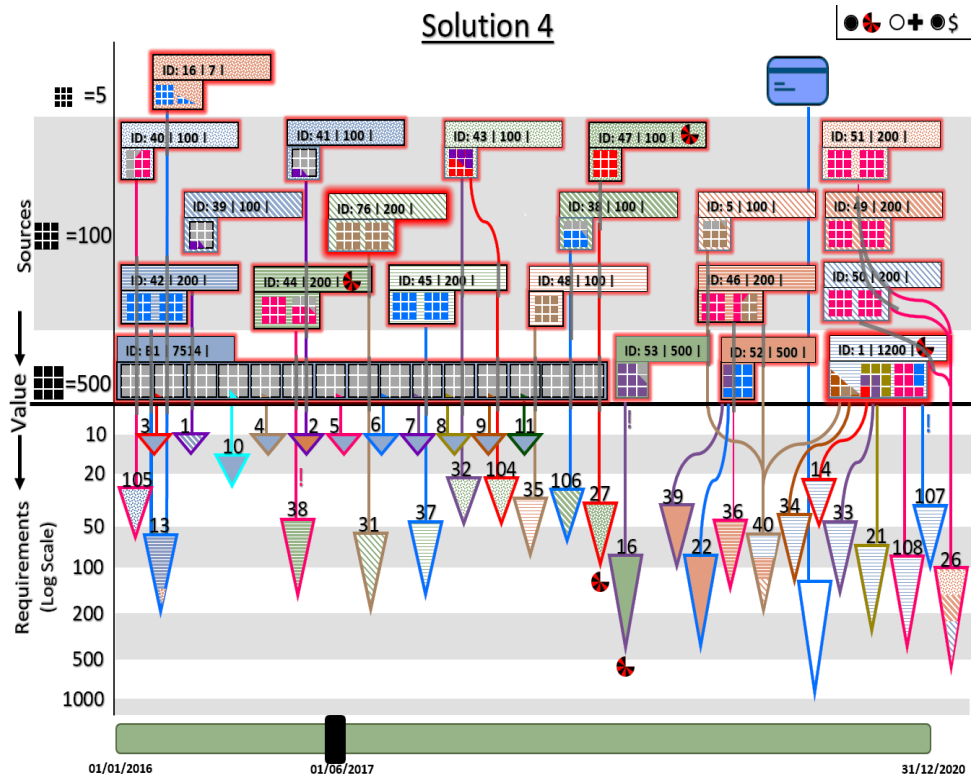 Solution 4
$
=5
ID: 16 | 7 |
ID: 40 | 100 |
ID: 41 | 100 |
ID: 43 | 100 |
ID: 47 | 100 |
ID: 51 | 200 |
Sources
=100
ID: 39 | 100 |
ID: 76 | 200 |
ID: 38 | 100 |
ID: 5 | 100 |
ID: 49 | 200 |
ID: 42 | 200 |
ID: 44 | 200 |
ID: 45 | 200 |
ID: 48 | 100 |
ID: 46 | 200 |
ID: 50 | 200 |
Value
=500
ID: 81 | 7514 |
ID: 53 | 500 |
ID: 52 | 500 |
ID: 1 | 1200 |
! !
10
3 1 10 4 2 5 6 7 8 9 11
20
105 ! 32 104 35 106 27 14 107
50
13 38 31 37 39 36 40 34 33
100
16 22 21 108 26
200
500
1000
Requirements
(Log Scale)
01/01/2016 01/06/2017 31/12/2020